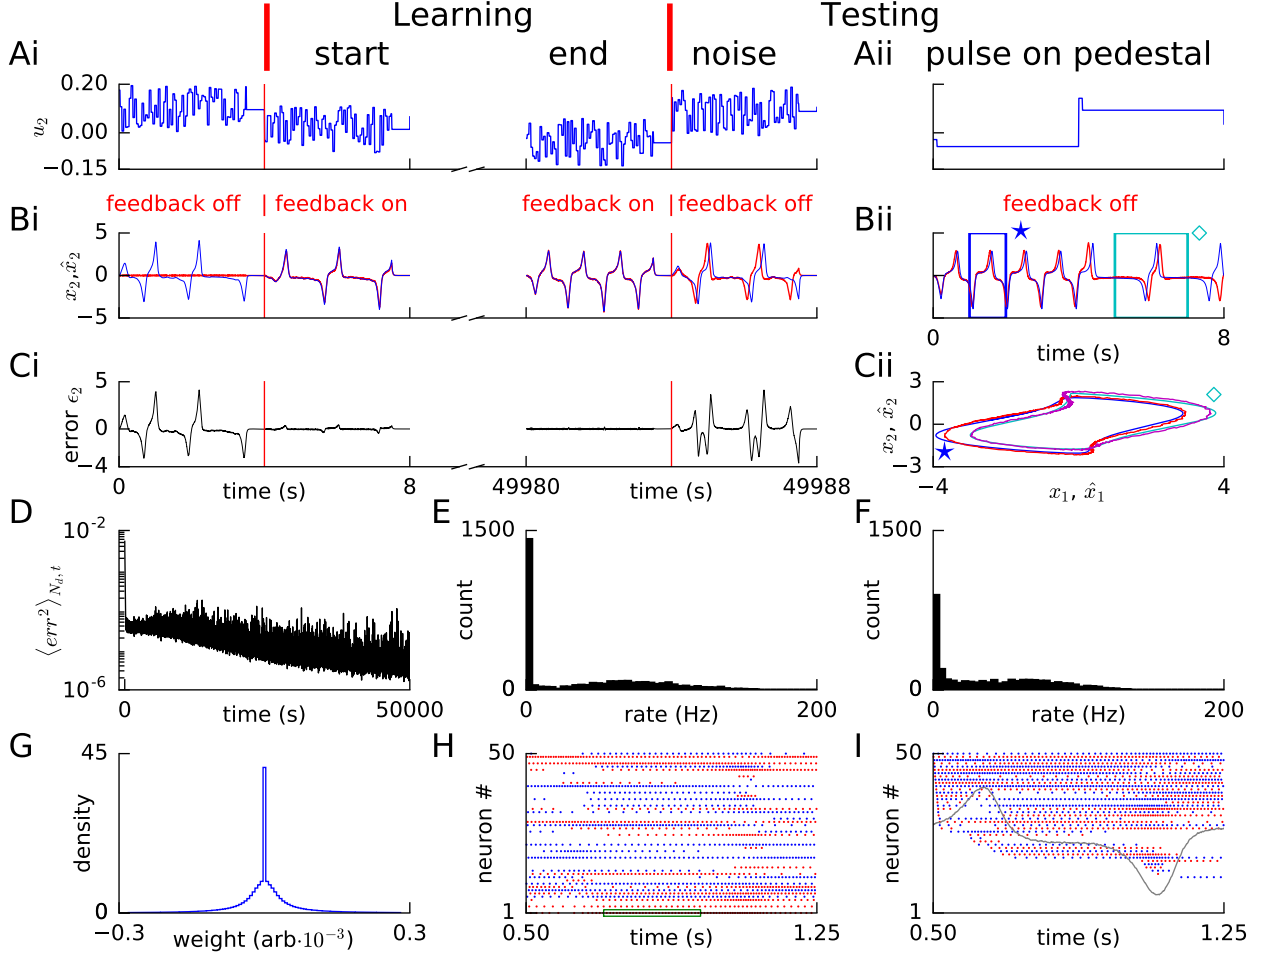 Learning
Testing
Ai
start
end
noise
Aii
pulse on pedestal
0.20
0.00
−0.15
u₂
feedback off
feedback on
feedback on
feedback off
feedback off
Bi
Bii
5
0
−5
x₂,x̂₂
0
8
time (s)
Ci
Cii
5
0
−4
error ϵ₂
0
time (s)
8
49980
time (s)
49988
3
0
−3
x₂, x̂₂
−4
x₁, x̂₁
4
D
E
F
10⁻²
10⁻⁶
⟨err²⟩_{N_d,t}
0
time (s)
50000
1500
0
count
0
rate (Hz)
200
1500
0
count
0
rate (Hz)
200
G
H
I
45
0
density
−0.3
weight (arb·10⁻³)
0.3
50
1
neuron #
0.50
time (s)
1.25
50
1
neuron #
0.50
time (s)
1.25